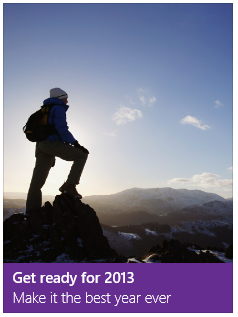 Get ready for 2013
Make it the best year ever